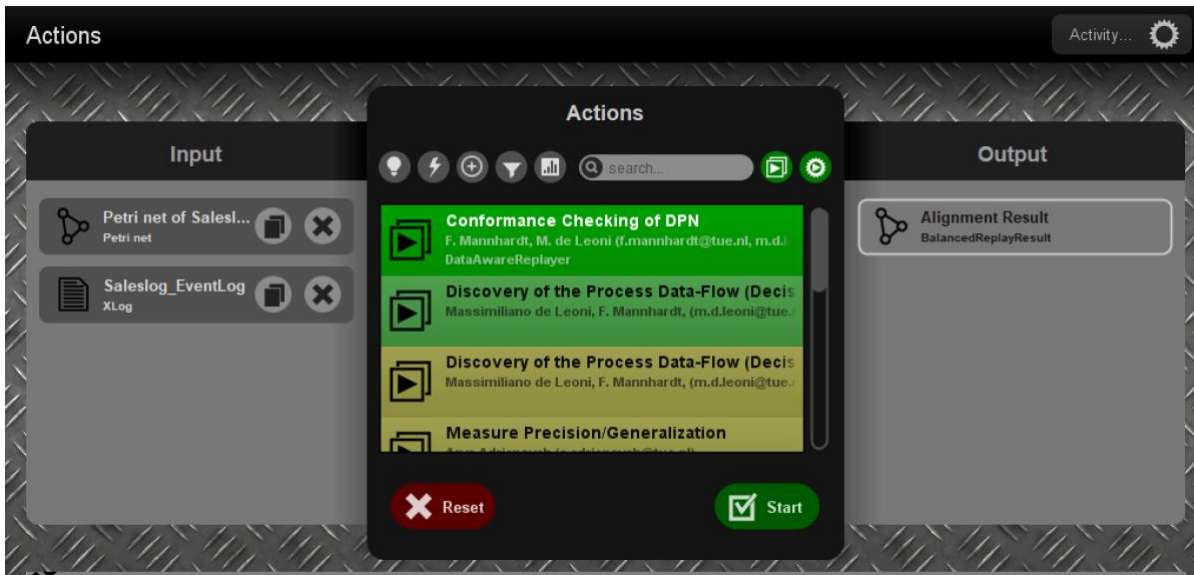 Actions
Activity...
Input
Petri net of Salesl...
Petri net
Saleslog_EventLog
XLog
Actions
search...
Conformance Checking of DPN
F. Mannhardt, M. de Leoni (f.mannhardt@tue.nl, m.d.l
DataAwareReplayer
Discovery of the Process Data-Flow (Decis
Massimiliano de Leoni, F. Mannhardt, (m.d.leoni@tue.
Discovery of the Process Data-Flow (Decis
Massimiliano de Leoni, F. Mannhardt, (m.d.leoni@tue.
Measure Precision/Generalization
Reset
Start
Output
Alignment Result
BalancedReplayResult